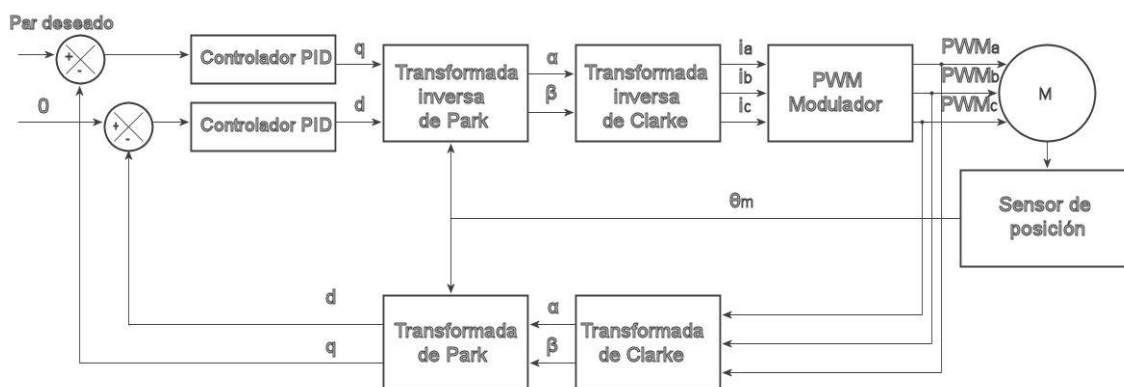 Par deseado
+
-
Controlador PID
q
Transformada
inversa
de Park
α
β
Transformada
inversa
de Clarke
ia
ib
ic
PWM
Modulador
PWMa
PWMb
PWMc
M
0
+
-
Controlador PID
d
θm
Sensor de
posición
d
q
Transformada
de Park
α
β
Transformada
de Clarke